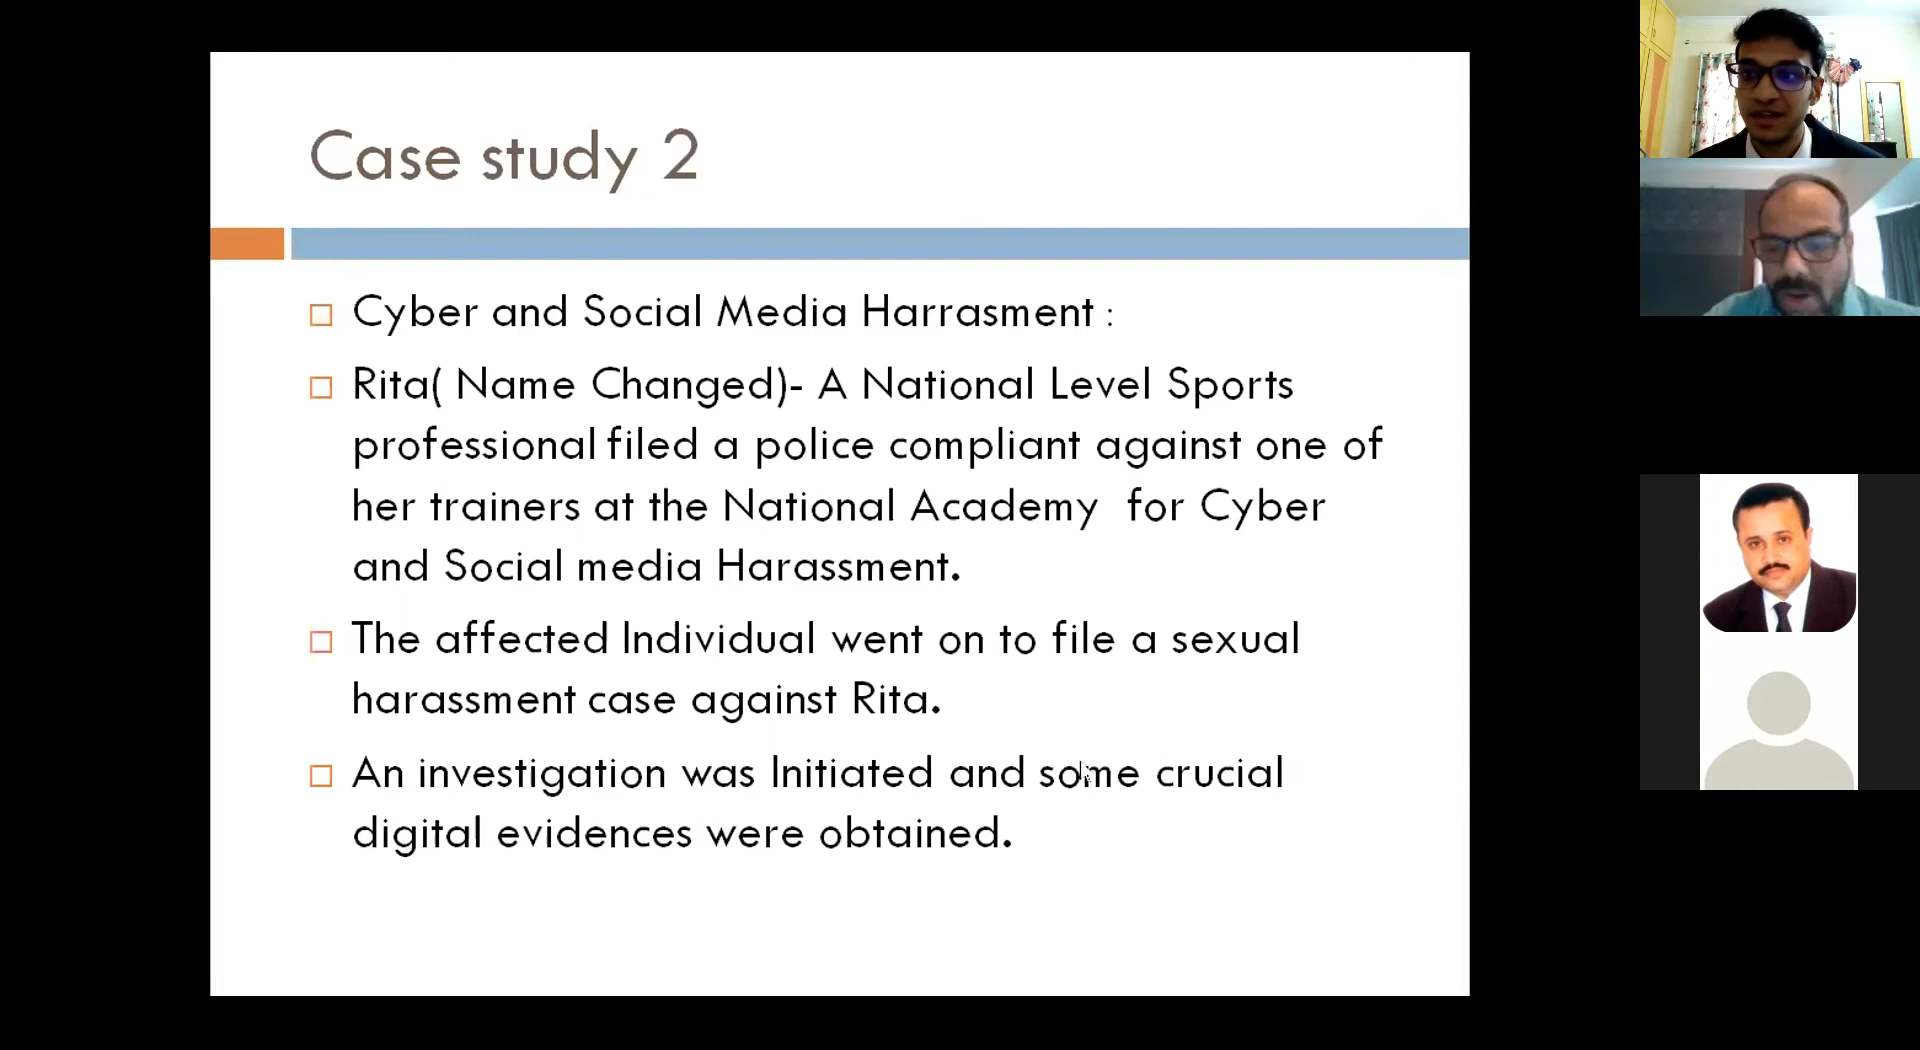 Case study 2
Cyber and Social Media Harrasment :
Rita( Name Changed)- A National Level Sports
professional filed a police compliant against one of
her trainers at the National Academy for Cyber
and Social media Harassment.
The affected Individual went on to file a sexual
harassment case against Rita.
An investigation was Initiated and some crucial
digital evidences were obtained.